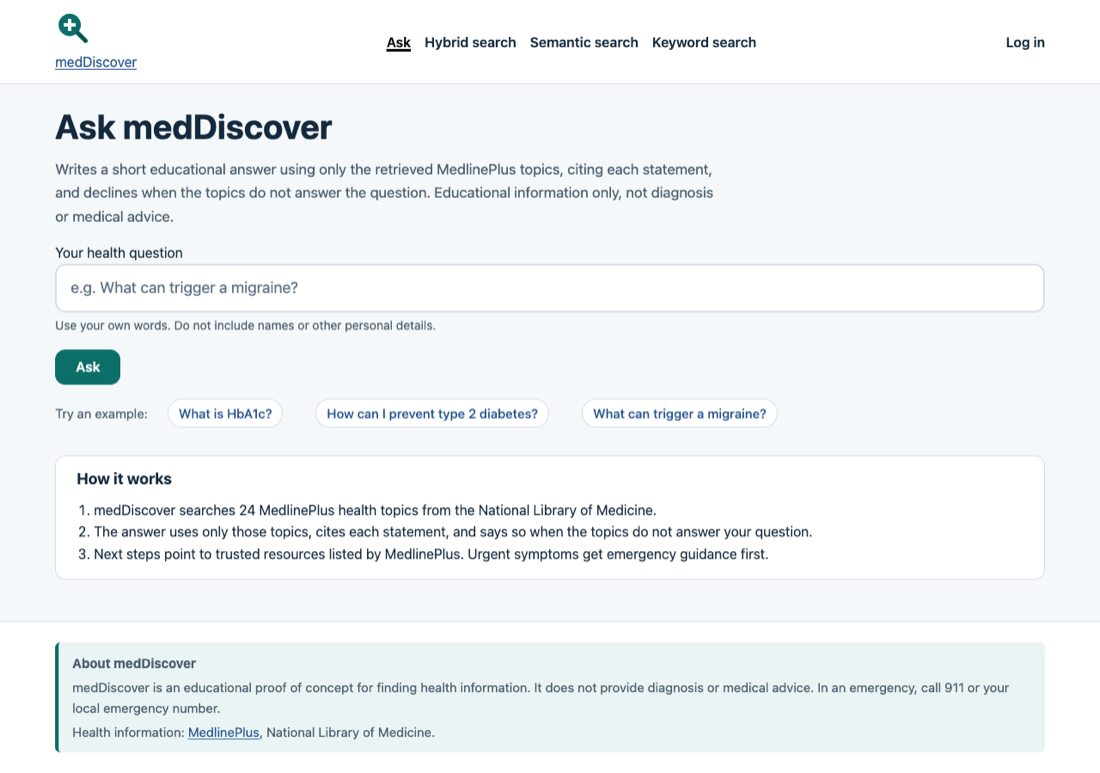 medDiscover
Ask Hybrid search Semantic search Keyword search
Log in
Ask medDiscover
Writes a short educational answer using only the retrieved MedlinePlus topics, citing each statement,
and declines when the topics do not answer the question. Educational information only, not diagnosis
or medical advice.
Your health question
e.g. What can trigger a migraine?
Use your own words. Do not include names or other personal details.
Ask
Try an example: What is HbA1c? How can I prevent type 2 diabetes? What can trigger a migraine?
How it works
1. medDiscover searches 24 MedlinePlus health topics from the National Library of Medicine.
2. The answer uses only those topics, cites each statement, and says so when the topics do not answer your question.
3. Next steps point to trusted resources listed by MedlinePlus. Urgent symptoms get emergency guidance first.
About medDiscover
medDiscover is an educational proof of concept for finding health information. It does not provide diagnosis or medical advice. In an emergency, call 911 or your
local emergency number.
Health information: MedlinePlus, National Library of Medicine.